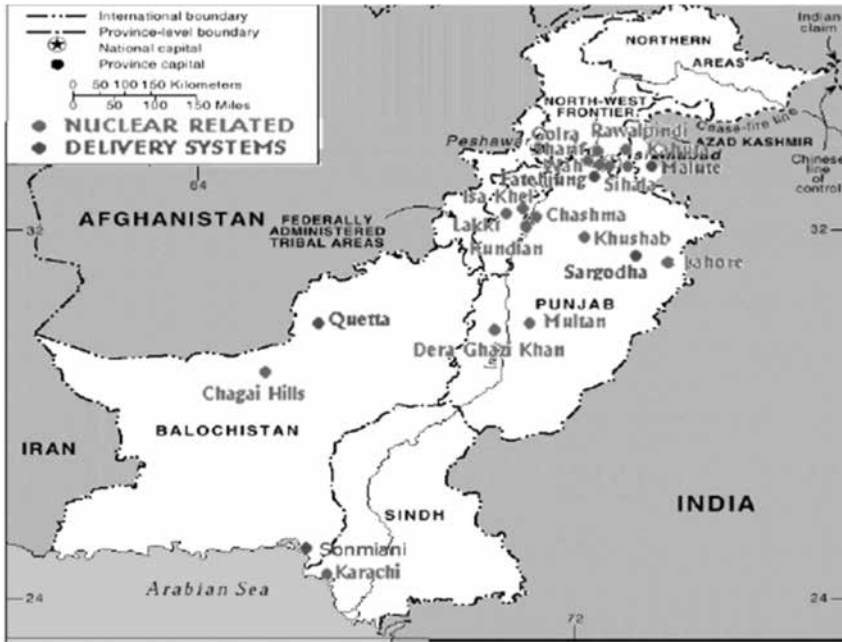 International boundary
Province-level boundary
National capital
Province capital
0 50 100 150 Kilometers
0 50 100 150 Miles
NUCLEAR RELATED
DELIVERY SYSTEMS
Indian
claim
NORTHERN
AREAS
NORTH-WEST
FRONTIER
Cease-fire line
AZAD KASHMIR
Chinese
line of
control
Peshawar
Golra
Sharif
Rawalpindi
Kahuta
Malute
Sihala
64
AFGHANISTAN
FEDERALLY
ADMINISTERED
TRIBAL AREAS
Isa Khel
Lakki
Kundian
Chashma
Khushab
32
32
Sargodha
Lahore
PUNJAB
Quetta
Multan
Dera Ghazi Khan
Chagai Hills
BALOCHISTAN
IRAN
INDIA
SINDH
Sonmiani
Karachi
Arabian Sea
24
24
72